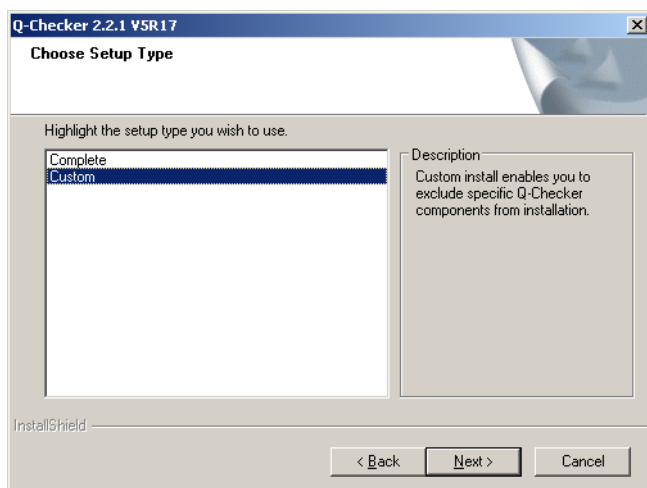 Q-Checker 2.2.1 V5R17
Choose Setup Type
Highlight the setup type you wish to use.
Complete
Custom
Description
Custom install enables you to
exclude specific Q-Checker
components from installation.
InstallShield
< Back
Next >
Cancel